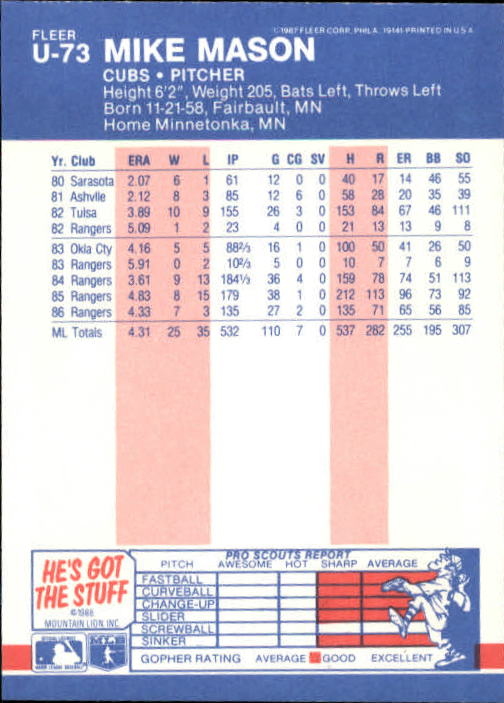 FLEER
U-73 MIKE MASON
©1987 FLEER CORP., PHILA. 19141-PRINTED IN U.S.A.
CUBS • PITCHER
Height 6'2", Weight 205, Bats Left, Throws Left
Born 11-21-58, Fairbault, MN
Home Minnetonka, MN
Yr. Club ERA W L IP G CG SV H R ER BB SO
80 Sarasota 2.07 6 1 61 12 0 0 40 17 14 46 55
81 Ashvlle 2.12 8 3 85 12 6 0 58 28 20 35 39
82 Tulsa 3.89 10 9 155 26 3 0 153 84 67 46 111
82 Rangers 5.09 1 2 23 4 0 0 21 13 13 9 8
83 Okla Cty 4.16 5 5 88⅔ 16 1 0 100 50 41 26 50
83 Rangers 5.91 0 2 10⅔ 5 0 0 10 7 7 6 9
84 Rangers 3.61 9 13 184⅓ 36 4 0 159 78 74 51 113
85 Rangers 4.83 8 15 179 38 1 0 212 113 96 73 92
86 Rangers 4.33 7 3 135 27 2 0 135 71 65 56 85
ML Totals 4.31 25 35 532 110 7 0 537 282 255 195 307
HE'S GOT
THE STUFF
©1986
MOUNTAIN LION, INC.
PRO SCOUTS REPORT
PITCH AWESOME HOT SHARP AVERAGE
FASTBALL
CURVEBALL
CHANGE-UP
SLIDER
SCREWBALL
SINKER
GOPHER RATING AVERAGE GOOD EXCELLENT
MLB